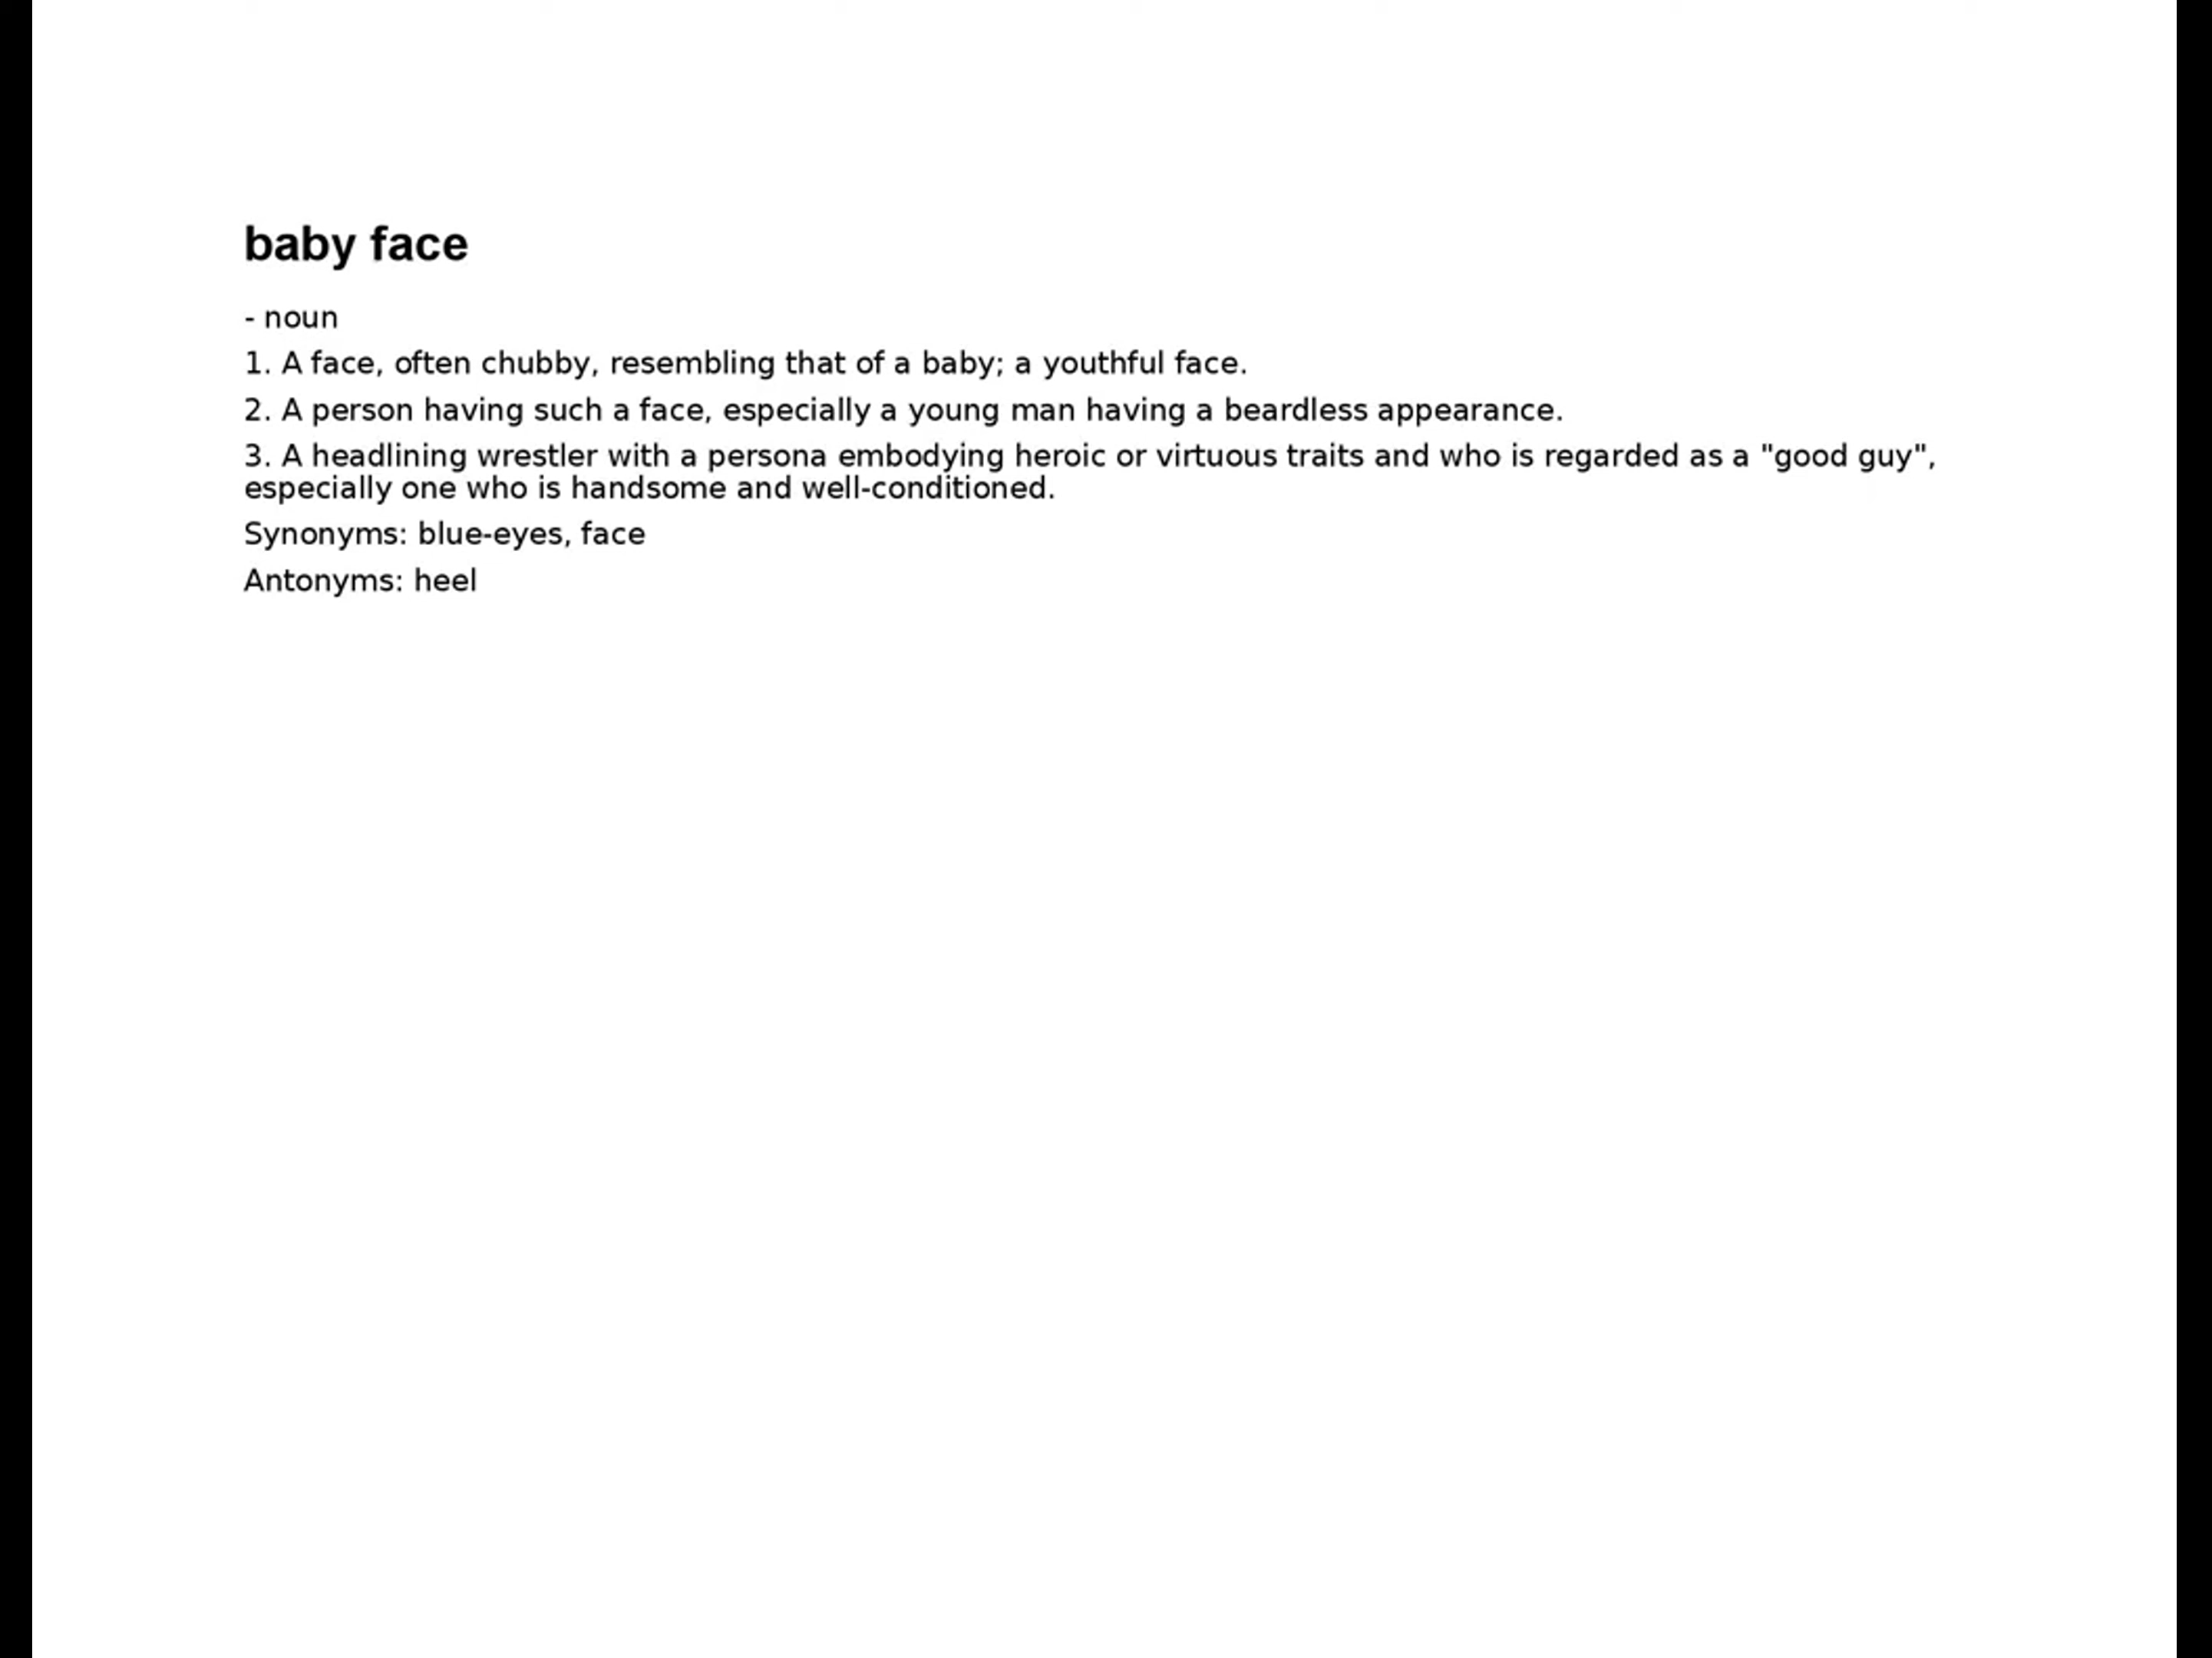 baby face
- noun
1. A face, often chubby, resembling that of a baby; a youthful face.
2. A person having such a face, especially a young man having a beardless appearance.
3. A headlining wrestler with a persona embodying heroic or virtuous traits and who is regarded as a "good guy",
especially one who is handsome and well-conditioned.
Synonyms: blue-eyes, face
Antonyms: heel